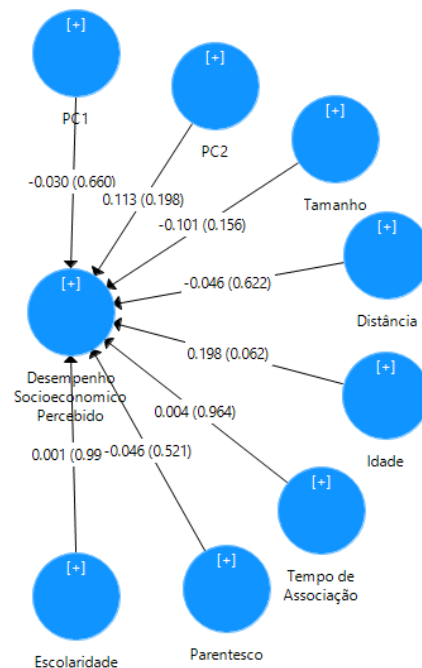 [+]
PC1
[+]
PC2
[+]
Tamanho
[+]
Distância
[+]
Idade
[+]
Tempo de
Associação
[+]
Parentesco
[+]
Escolaridade
[+]
Desempenho
Socioeconomico
Percebido
-0.030 (0.660)
0.113 (0.198)
-0.101 (0.156)
-0.046 (0.622)
0.198 (0.062)
0.004 (0.964)
-0.046 (0.521)
0.001 (0.99